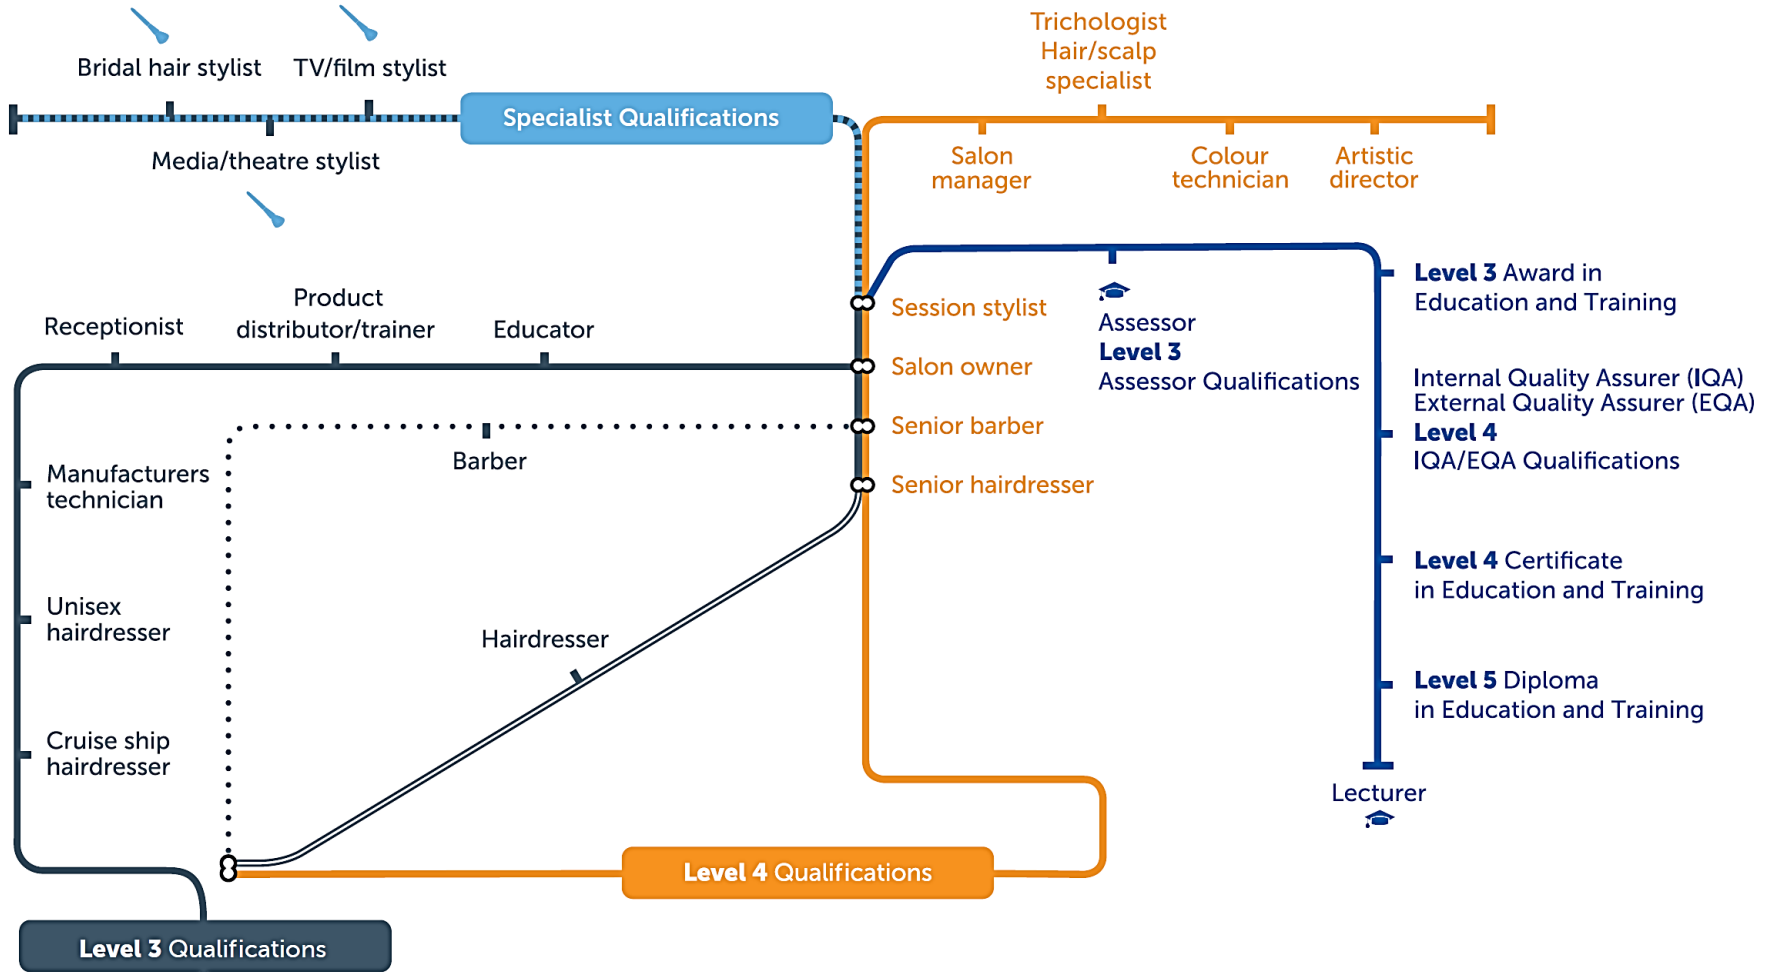 Trichologist
Hair/scalp
specialist
Bridal hair stylist
TV/film stylist
Specialist Qualifications
Media/theatre stylist
Salon
manager
Colour
technician
Artistic
director
Session stylist
Salon owner
Senior barber
Senior hairdresser
Assessor
Level 3
Assessor Qualifications
Level 3 Award in
Education and Training
Internal Quality Assurer (IQA)
External Quality Assurer (EQA)
Level 4
IQA/EQA Qualifications
Level 4 Certificate
in Education and Training
Level 5 Diploma
in Education and Training
Lecturer
Receptionist
Product
distributor/trainer
Educator
Barber
Manufacturers
technician
Unisex
hairdresser
Hairdresser
Cruise ship
hairdresser
Level 4 Qualifications
Level 3 Qualifications